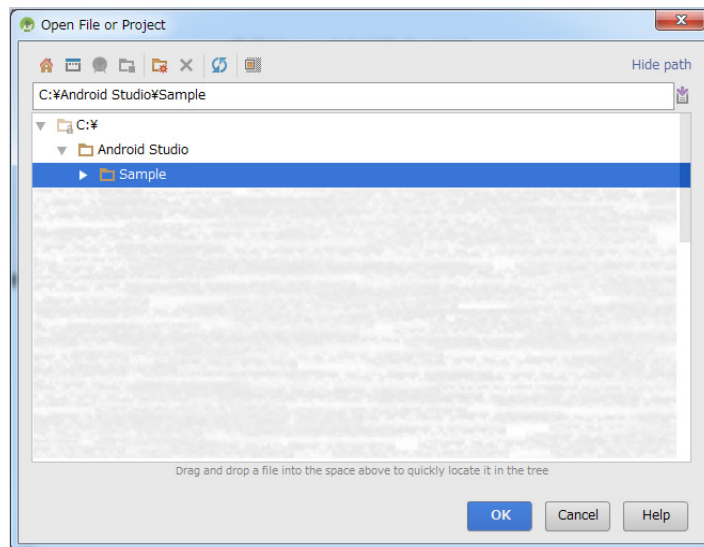 Open File or Project
Hide path
C:¥Android Studio¥Sample
C:¥
Android Studio
Sample
Drag and drop a file into the space above to quickly locate it in the tree
OK Cancel Help